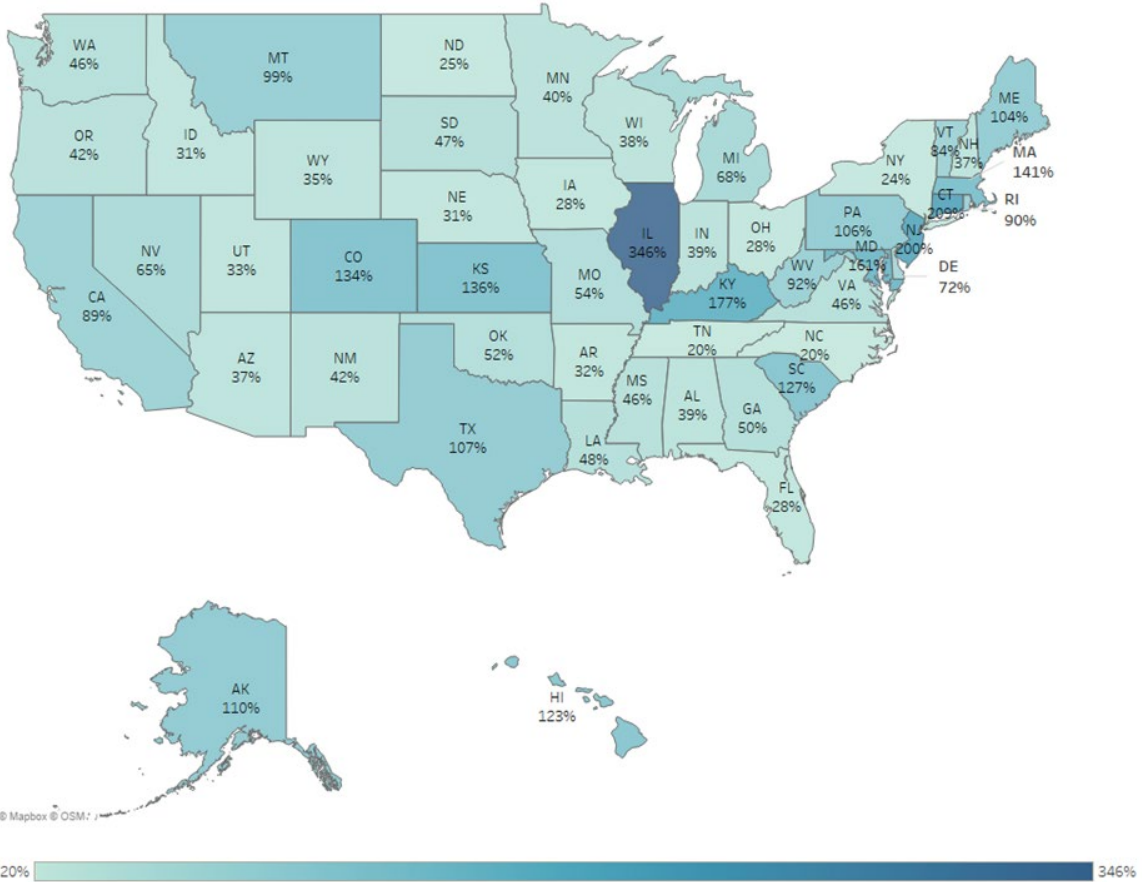 WA
46%
MT
99%
ND
25%
MN
40%
OR
42%
ID
31%
WY
35%
SD
47%
WI
38%
MI
68%
NY
24%
VT
84%
NH
37%
ME
104%
MA
141%
RI
90%
CT
209%
NJ
200%
DE
72%
CA
89%
NV
65%
UT
33%
CO
134%
NE
31%
KS
136%
IA
28%
MO
54%
IL
346%
IN
39%
OH
28%
PA
106%
MD
161%
WV
92%
VA
46%
KY
177%
AZ
37%
NM
42%
OK
52%
TX
107%
AR
32%
LA
48%
MS
46%
AL
39%
TN
20%
NC
20%
SC
127%
GA
50%
FL
28%
AK
110%
HI
123%
© Mapbox © OSM
20%
346%